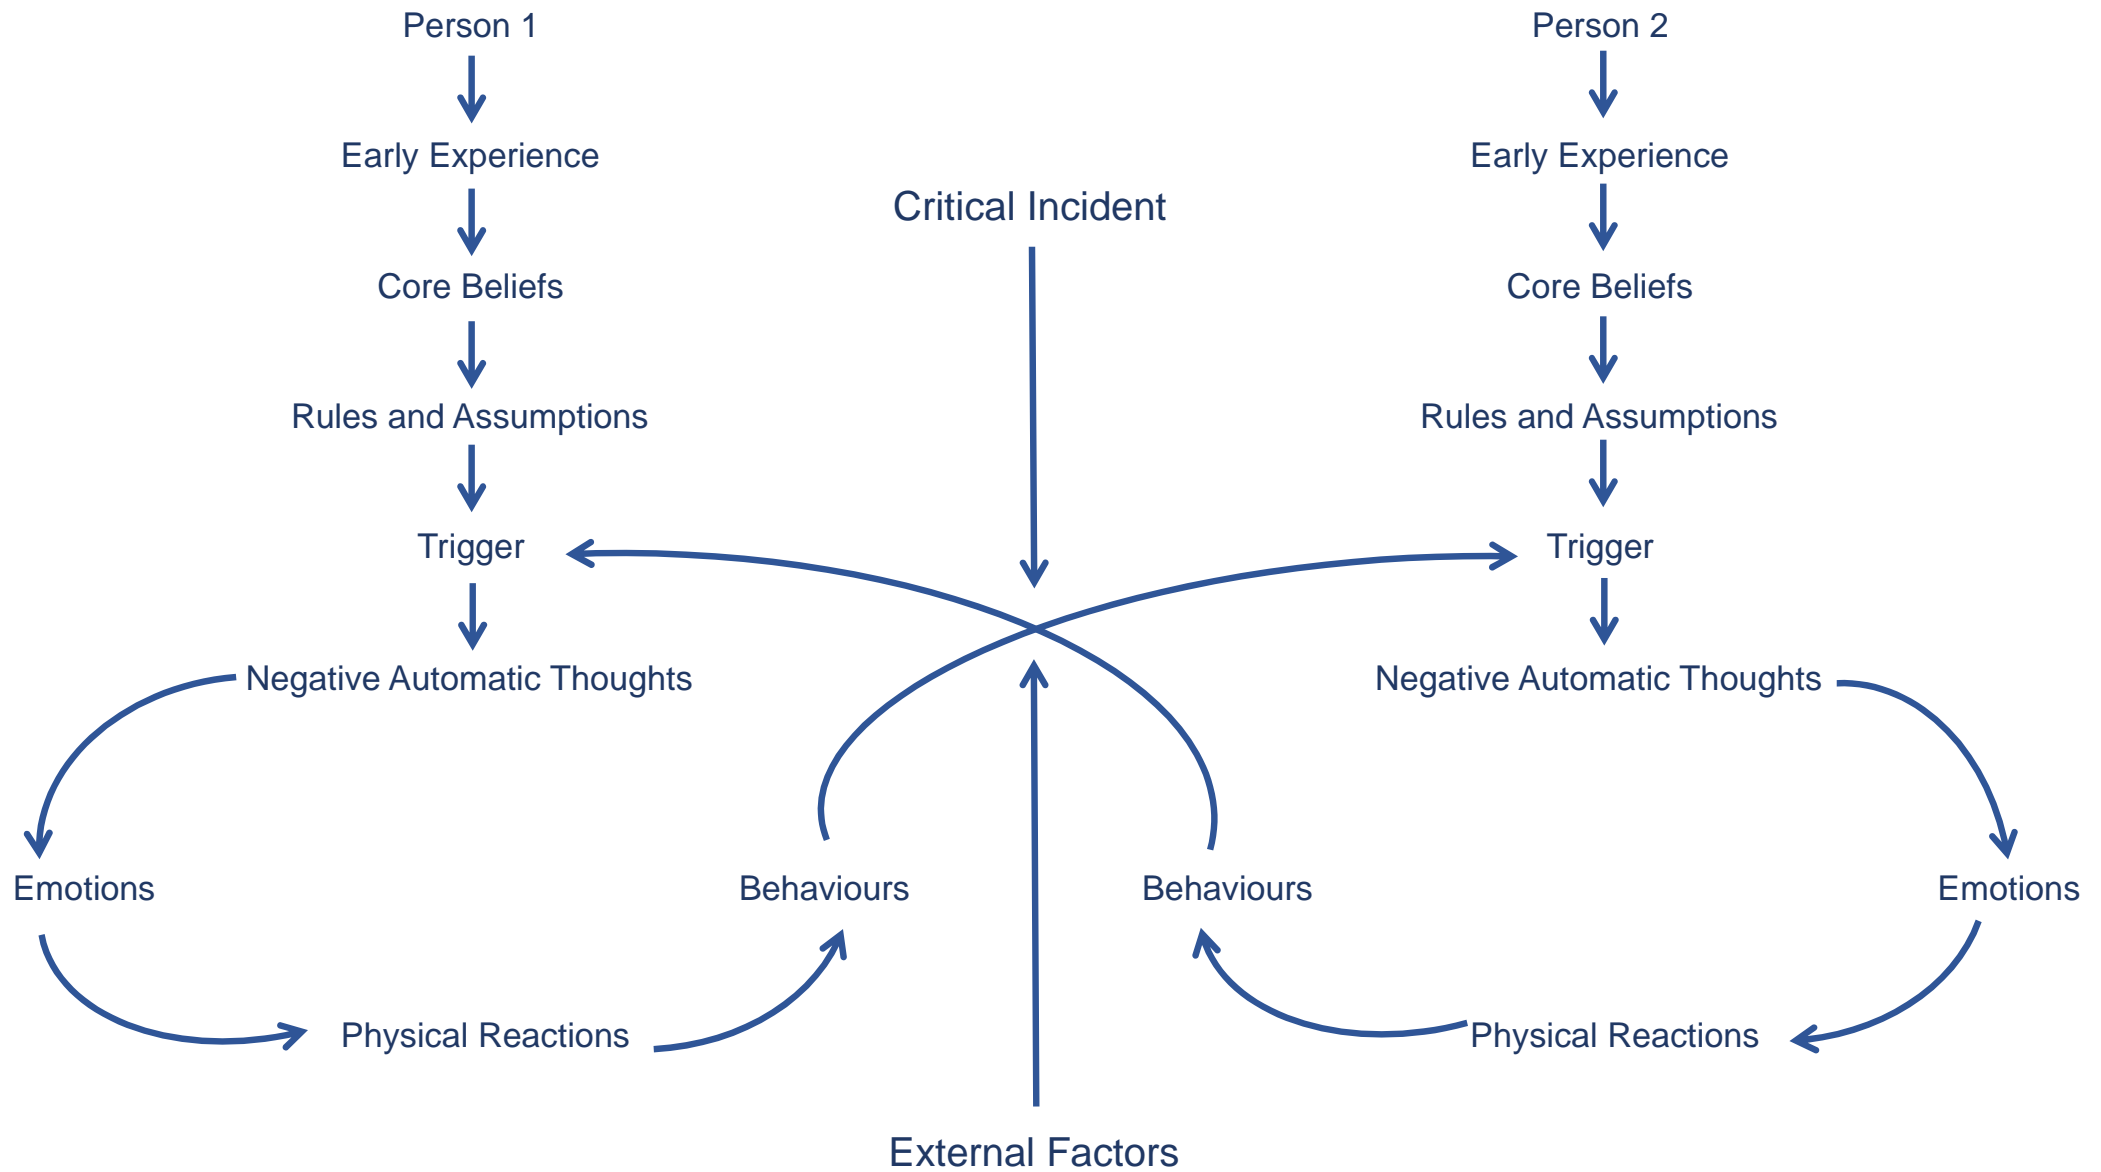 Person 1
Person 2
Early Experience
Early Experience
Critical Incident
Core Beliefs
Core Beliefs
Rules and Assumptions
Rules and Assumptions
Trigger
Trigger
Negative Automatic Thoughts
Negative Automatic Thoughts
Emotions
Behaviours
Behaviours
Emotions
Physical Reactions
Physical Reactions
External Factors